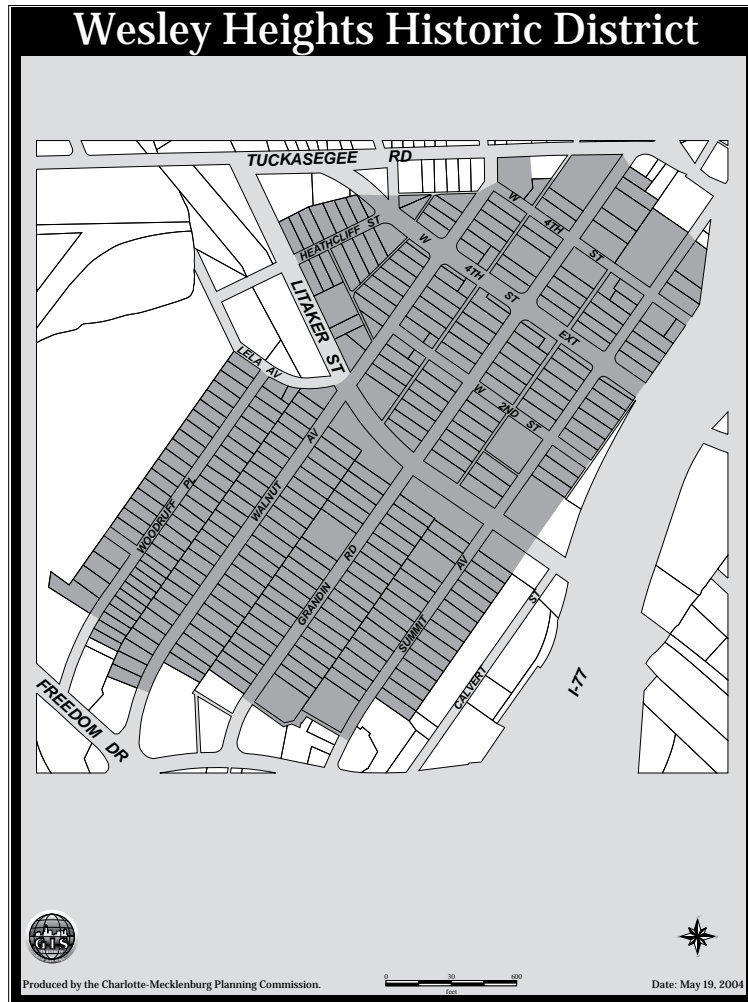 Wesley Heights Historic District
TUCKASEGEE RD
HEATHCLIFF ST
W 4TH ST
W 4TH ST EXT
LITAKER ST
LELA AV
W 2ND ST
WOODRUFF PL
WALNUT AV
GRANDIN RD
SUMMIT AV
CALVERT ST
I-77
FREEDOM DR
GIS
0 30 600
feet
Produced by the Charlotte-Mecklenburg Planning Commission.
Date: May 19, 2004